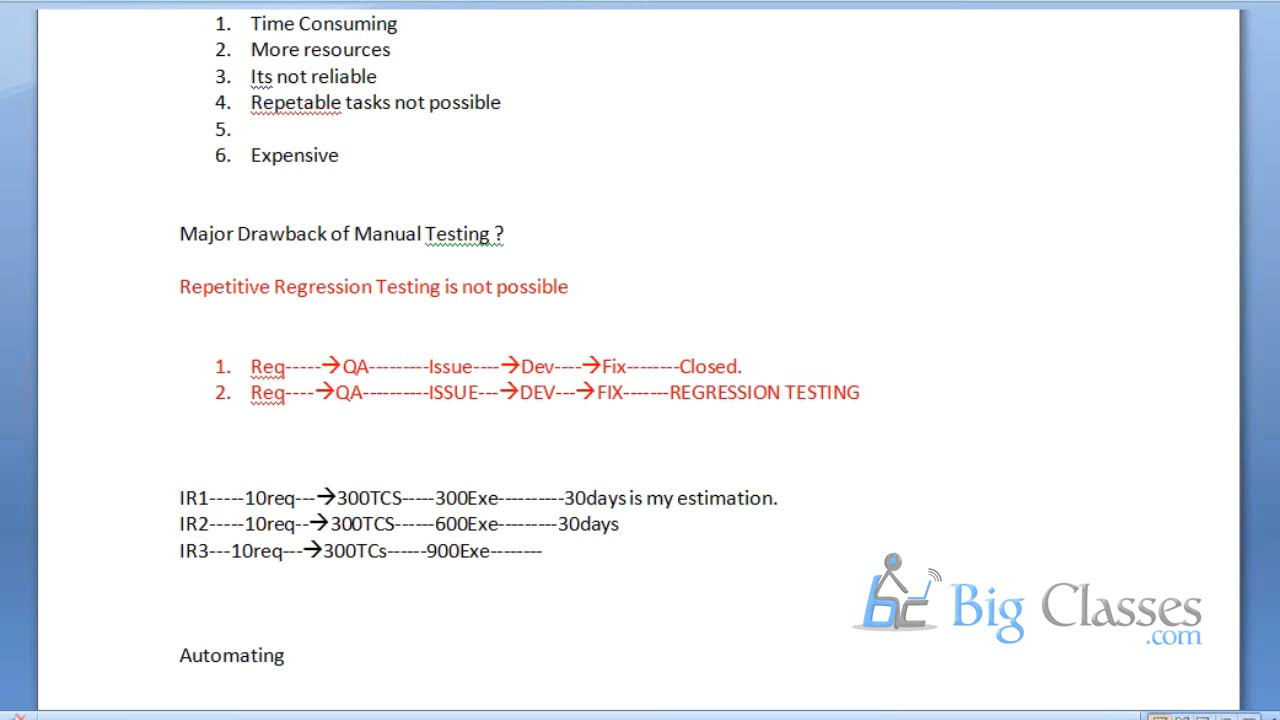 1. Time Consuming
2. More resources
3. Its not reliable
4. Repetable tasks not possible
5.
6. Expensive
Major Drawback of Manual Testing ?
Repetitive Regression Testing is not possible
1. Req-----→QA---------Issue----→Dev----→Fix--------Closed.
2. Req----→QA----------ISSUE---→DEV---→FIX-------REGRESSION TESTING
IR1-----10req---→300TCS-----300Exe----------30days is my estimation.
IR2-----10req--→300TCS------600Exe---------30days
IR3---10req---→300TCs------900Exe--------
bc Big Classes
.com
Automating